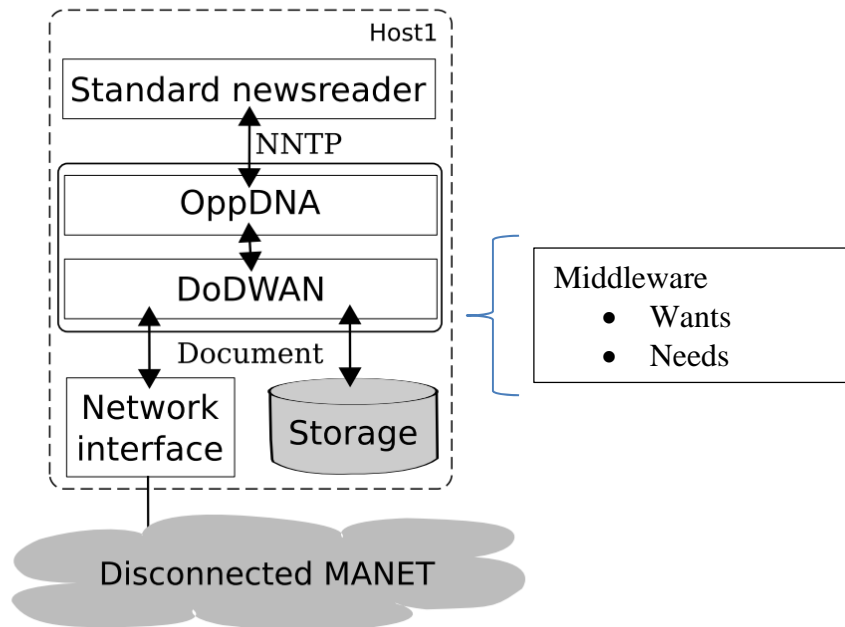 Host1
Standard newsreader
NNTP
OppDNA
DoDWAN
Document
Network
interface
Storage
Disconnected MANET
Middleware
• Wants
• Needs